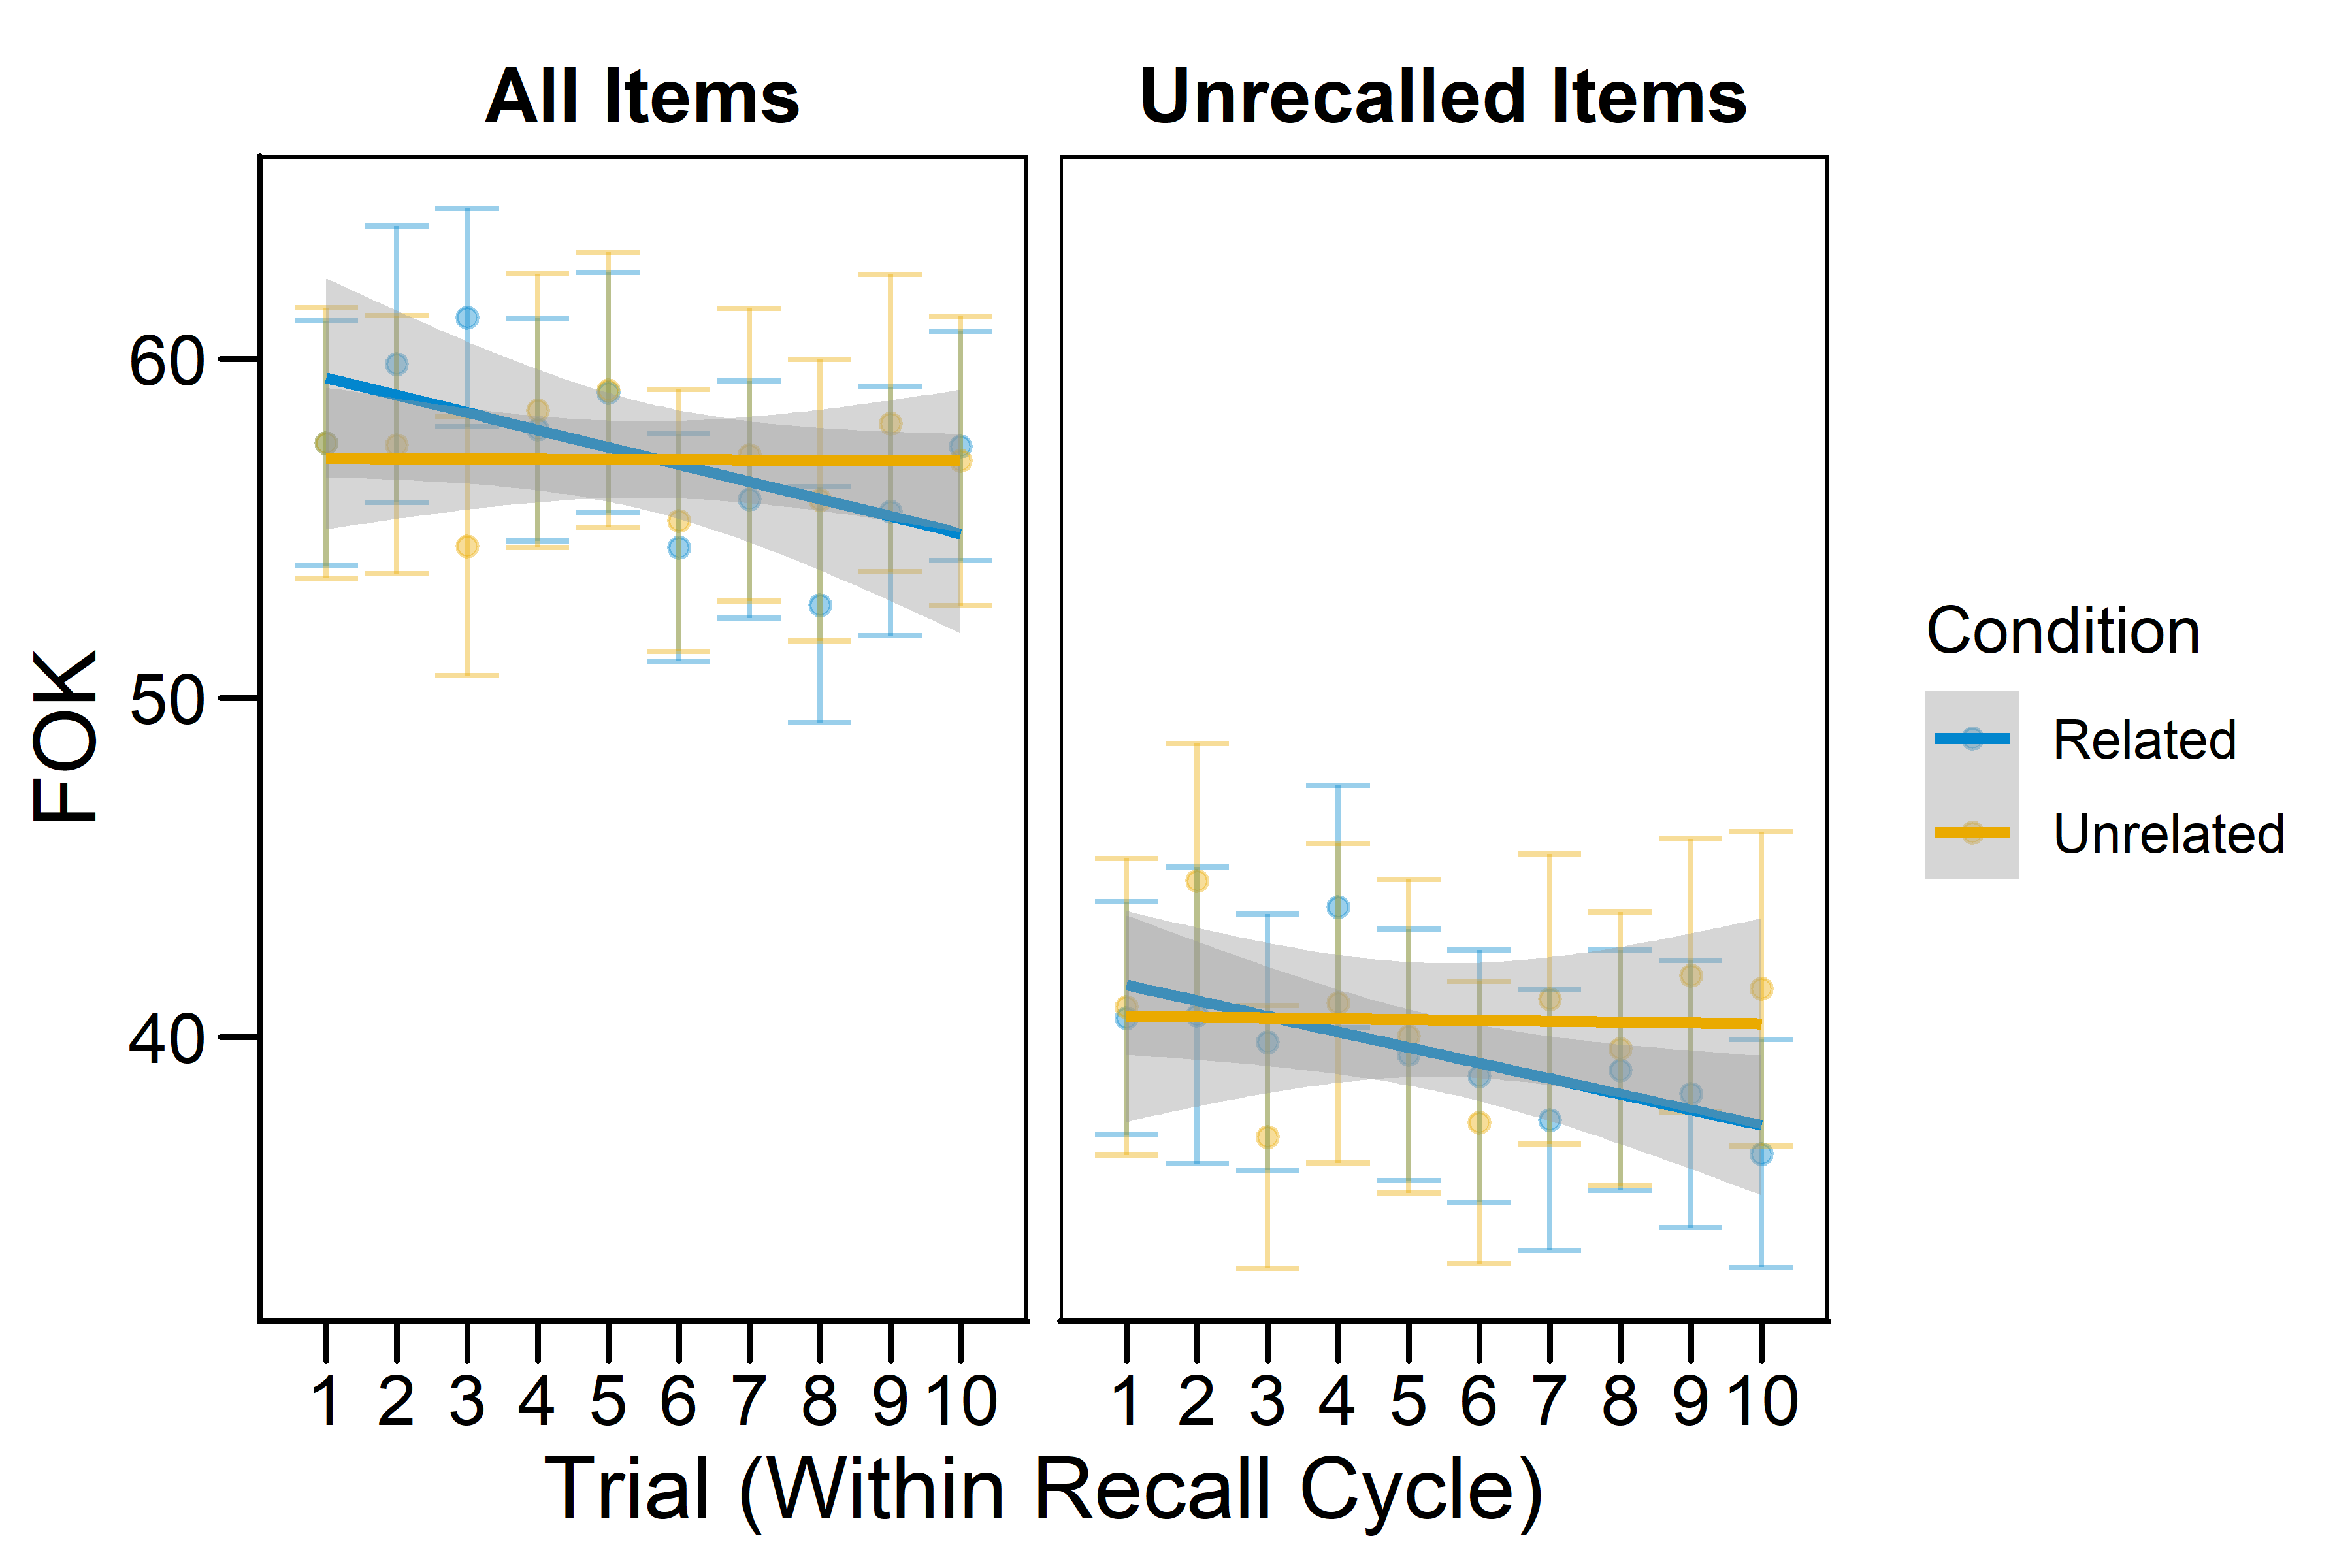 All Items
Unrecalled Items
FOK
60
50
40
1 2 3 4 5 6 7 8 9 10
1 2 3 4 5 6 7 8 9 10
Trial (Within Recall Cycle)
Condition
Related
Unrelated